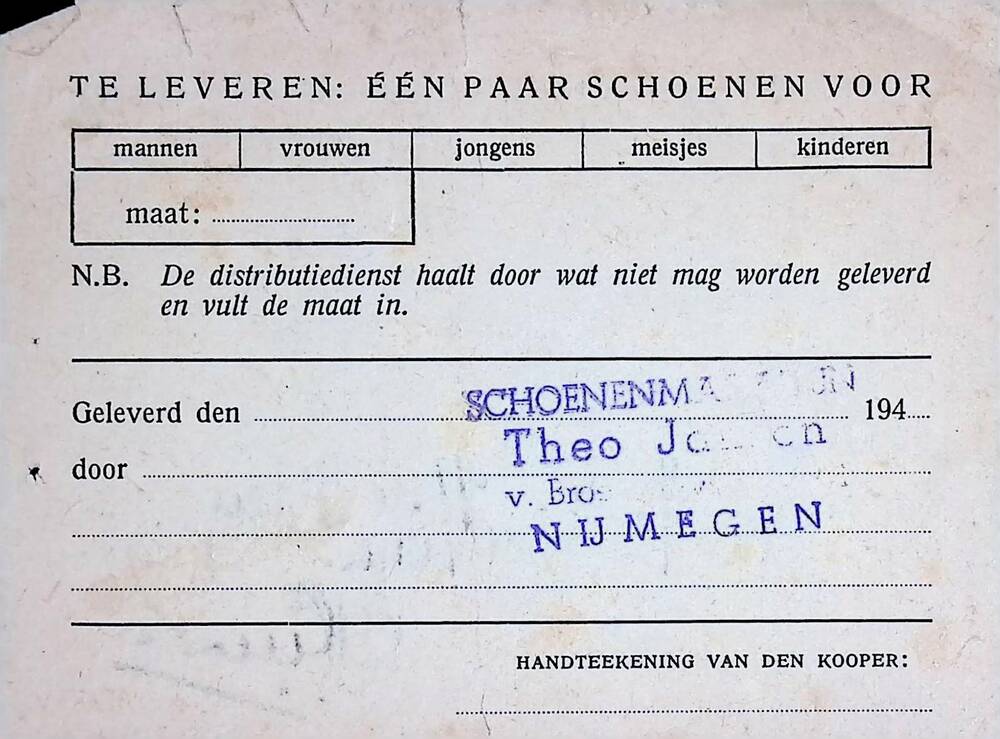 TE LEVEREN: ÉÉN PAAR SCHOENEN VOOR
mannen vrouwen jongens meisjes kinderen
maat:
N.B. De distributiedienst haalt door wat niet mag worden geleverd
en vult de maat in.
Geleverd den 194
door
Theo
v.
NIJMEGEN
HANDTEEKENING VAN DEN KOOPER: